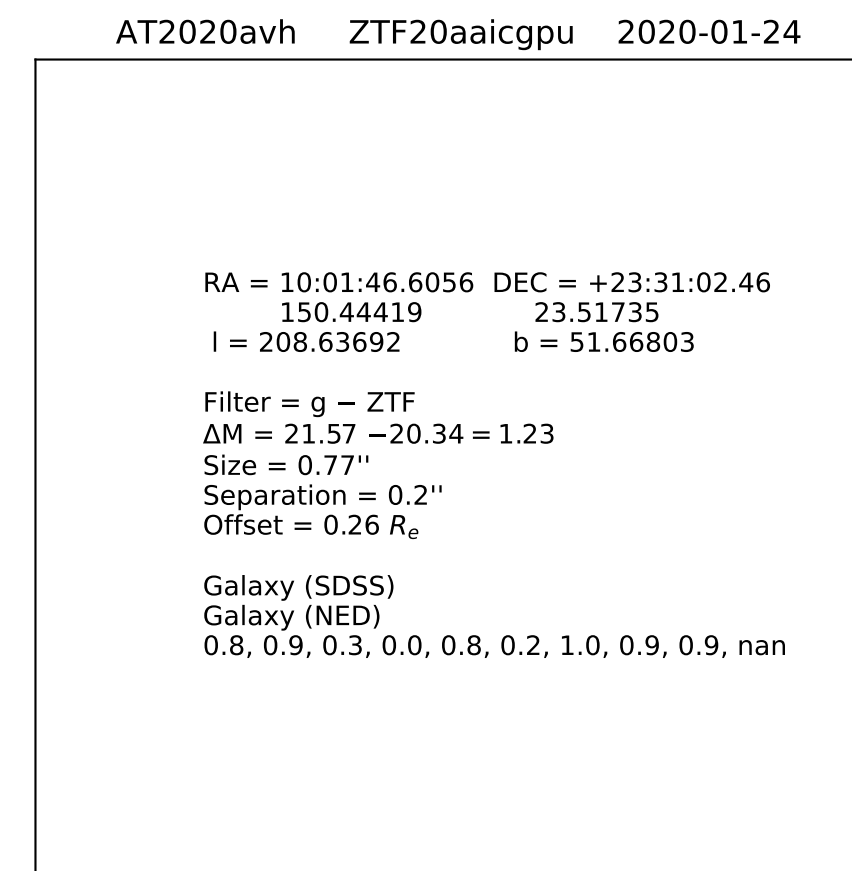 AT2020avh ZTF20aaicgpu 2020-01-24
RA = 10:01:46.6056 DEC = +23:31:02.46
150.44419 23.51735
l = 208.63692 b = 51.66803
Filter = g − ZTF
ΔM = 21.57 −20.34 = 1.23
Size = 0.77''
Separation = 0.2''
Offset = 0.26 Re
Galaxy (SDSS)
Galaxy (NED)
0.8, 0.9, 0.3, 0.0, 0.8, 0.2, 1.0, 0.9, 0.9, nan